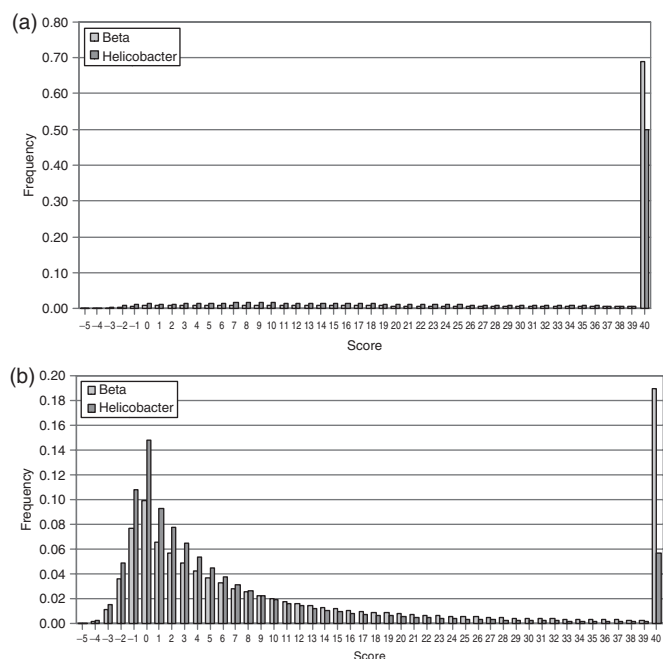 (a)
0.80
0.70
0.60
0.50
0.40
0.30
0.20
0.10
0.00
Frequency
Beta
Helicobacter
−5 −4 −3 −2 −1 0 1 2 3 4 5 6 7 8 9 10 11 12 13 14 15 16 17 18 19 20 21 22 23 24 25 26 27 28 29 30 31 32 33 34 35 36 37 38 39 40
Score
(b)
0.20
0.18
0.16
0.14
0.12
0.10
0.08
0.06
0.04
0.02
0.00
Frequency
Beta
Helicobacter
−5 −4 −3 −2 −1 0 1 2 3 4 5 6 7 8 9 10 11 12 13 14 15 16 17 18 19 20 21 22 23 24 25 26 27 28 29 30 31 32 33 34 35 36 37 38 39 40
Score